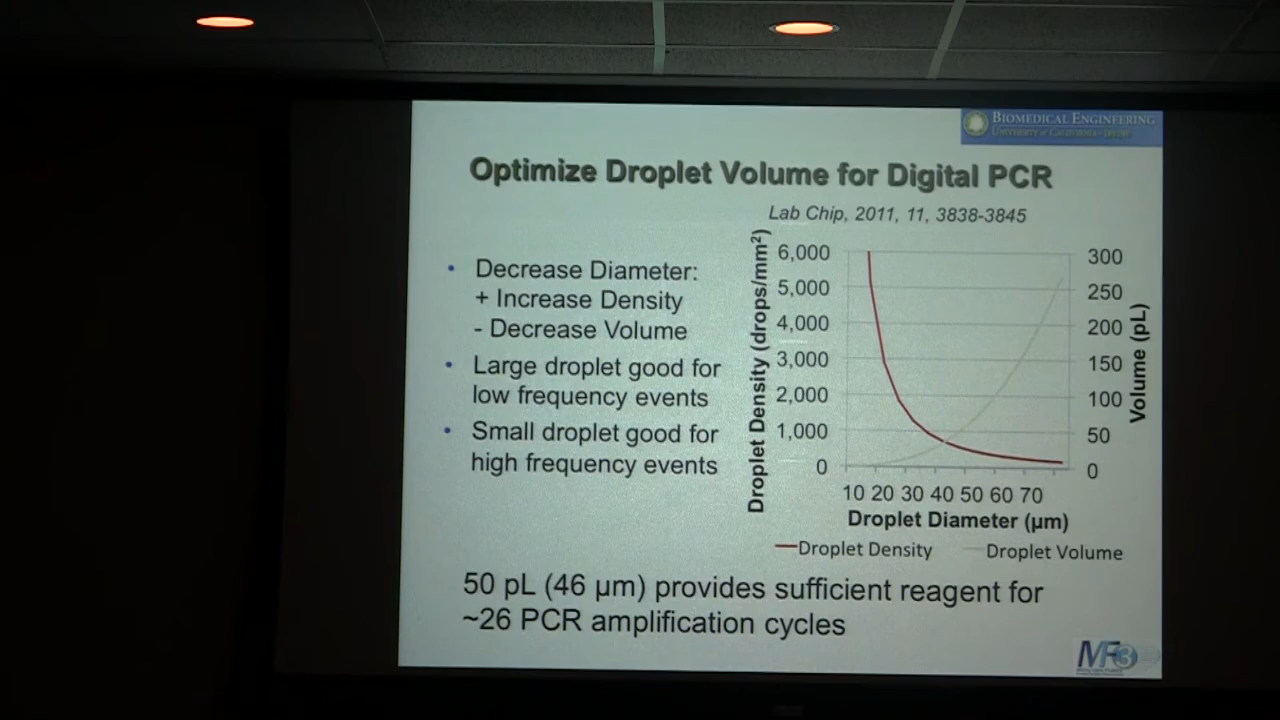 BIOMEDICAL ENGINEERING
UNIVERSITY of CALIFORNIA
Optimize Droplet Volume for Digital PCR
Lab Chip, 2011, 11, 3838-3845
• Decrease Diameter:
+ Increase Density
- Decrease Volume
• Large droplet good for
low frequency events
• Small droplet good for
high frequency events
Droplet Density (drops/mm²)
6,000
5,000
4,000
3,000
2,000
1,000
0
300
250
200
150
100
50
0
Volume (pL)
10 20 30 40 50 60 70
Droplet Diameter (µm)
Droplet Density
Droplet Volume
50 pL (46 µm) provides sufficient reagent for
~26 PCR amplification cycles
MF3